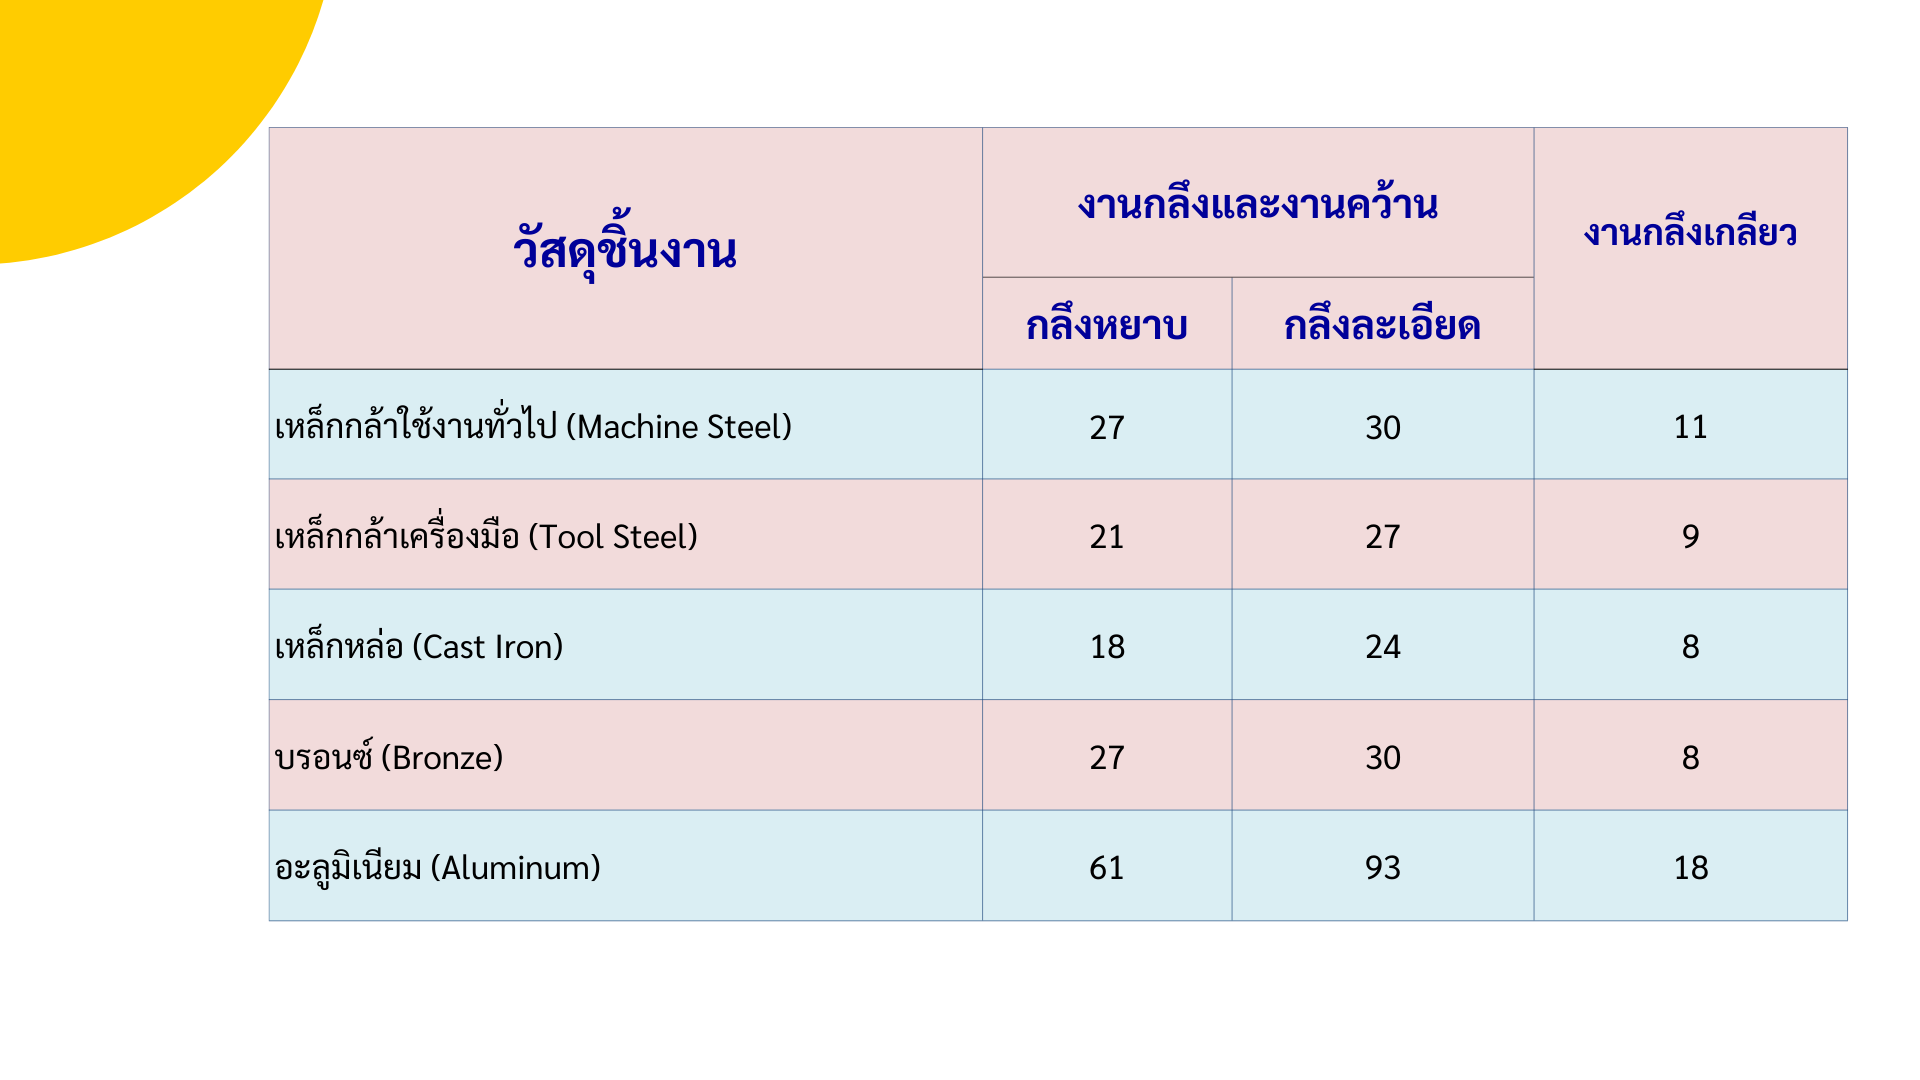 วัสดุชิ้นงาน
งานกลึงและงานคว้าน
งานกลึงเกลียว
กลึงหยาบ กลึงละเอียด
เหล็กกล้าใช้งานทั่วไป (Machine Steel) 27 30 11
เหล็กกล้าเครื่องมือ (Tool Steel) 21 27 9
เหล็กหล่อ (Cast Iron) 18 24 8
บรอนซ์ (Bronze) 27 30 8
อะลูมิเนียม (Aluminum) 61 93 18